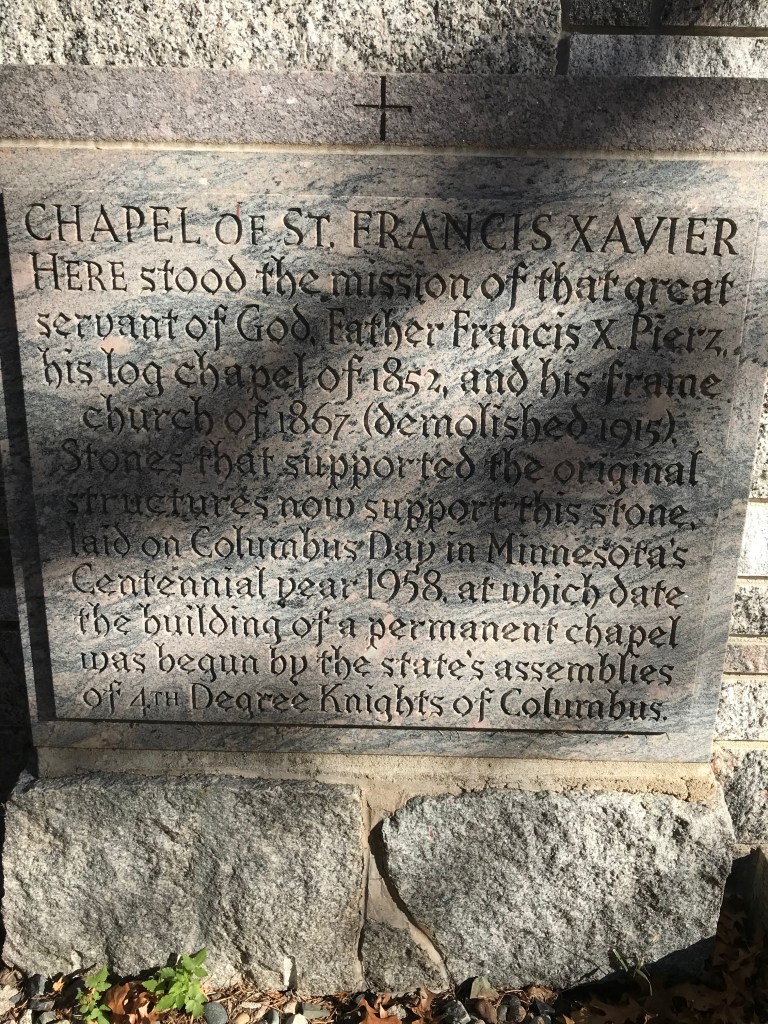 CHAPEL OF ST. FRANCIS XAVIER
HERE stood the mission of that great
servant of God, Father Francis X. Pierz,
his log chapel of 1852, and his frame
church of 1867 (demolished 1915).
Stones that supported the original
structures now support this stone,
laid on Columbus Day in Minnesota's
Centennial year 1958, at which date
the building of a permanent chapel
was begun by the state's assemblies
of 4TH Degree Knights of Columbus.